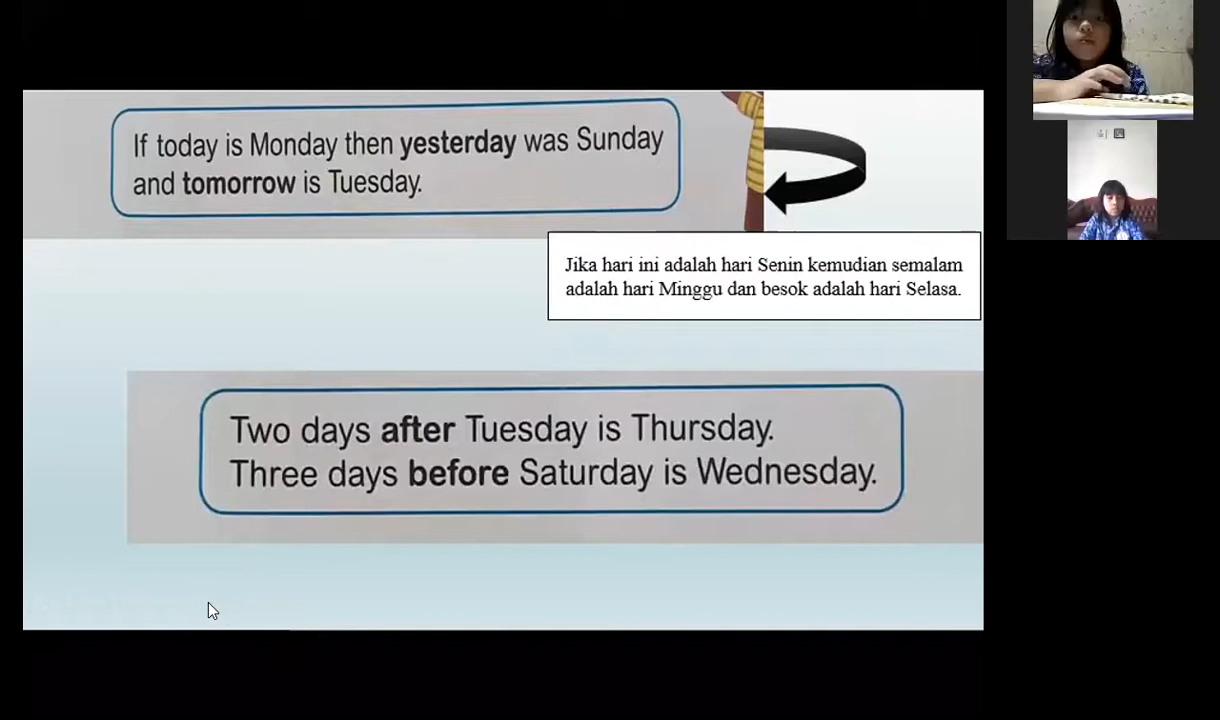 If today is Monday then yesterday was Sunday
and tomorrow is Tuesday.
Jika hari ini adalah hari Senin kemudian semalam
adalah hari Minggu dan besok adalah hari Selasa.
Two days after Tuesday is Thursday.
Three days before Saturday is Wednesday.